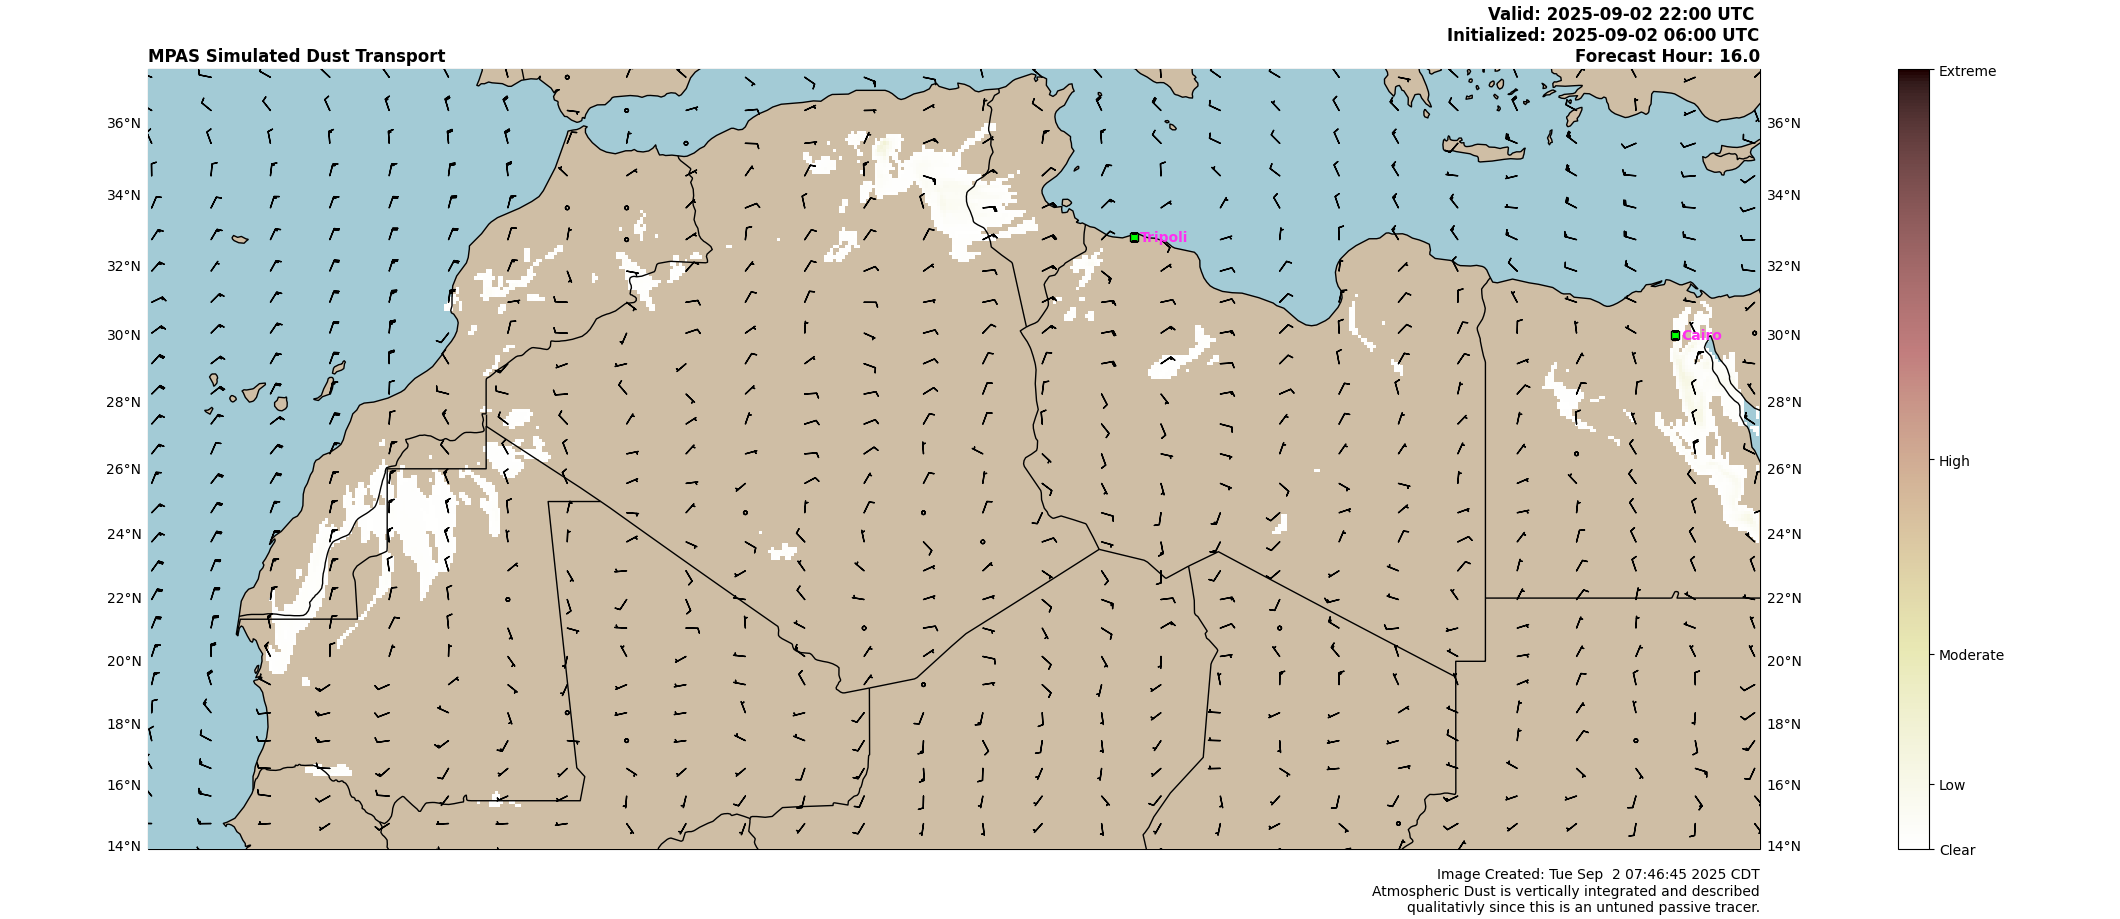 Valid: 2025-09-02 22:00 UTC
Initialized: 2025-09-02 06:00 UTC
MPAS Simulated Dust Transport
Forecast Hour: 16.0
Extreme
36°N
36°N
34°N
34°N
Tripoli
32°N
32°N
30°N
Cairo
30°N
28°N
28°N
26°N
26°N
High
24°N
24°N
22°N
22°N
20°N
20°N
Moderate
18°N
18°N
16°N
16°N
Low
14°N
14°N
Clear
Image Created: Tue Sep  2 07:46:45 2025 CDT
Atmospheric Dust is vertically integrated and described
qualitativly since this is an untuned passive tracer.